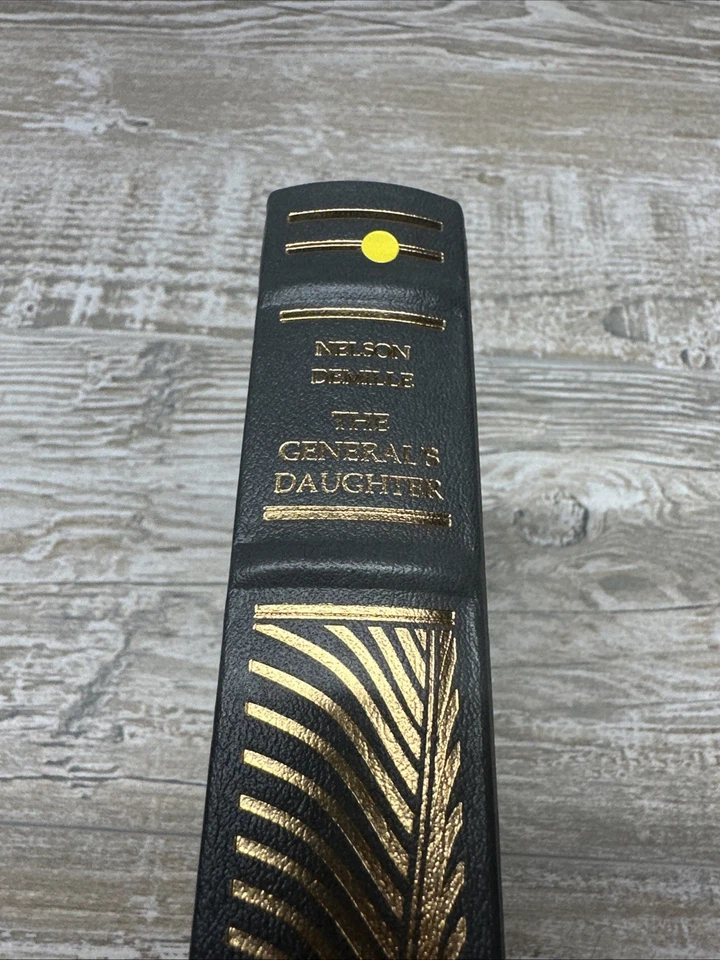 NELSON
DEMILLE
THE
GENERAL'S
DAUGHTER